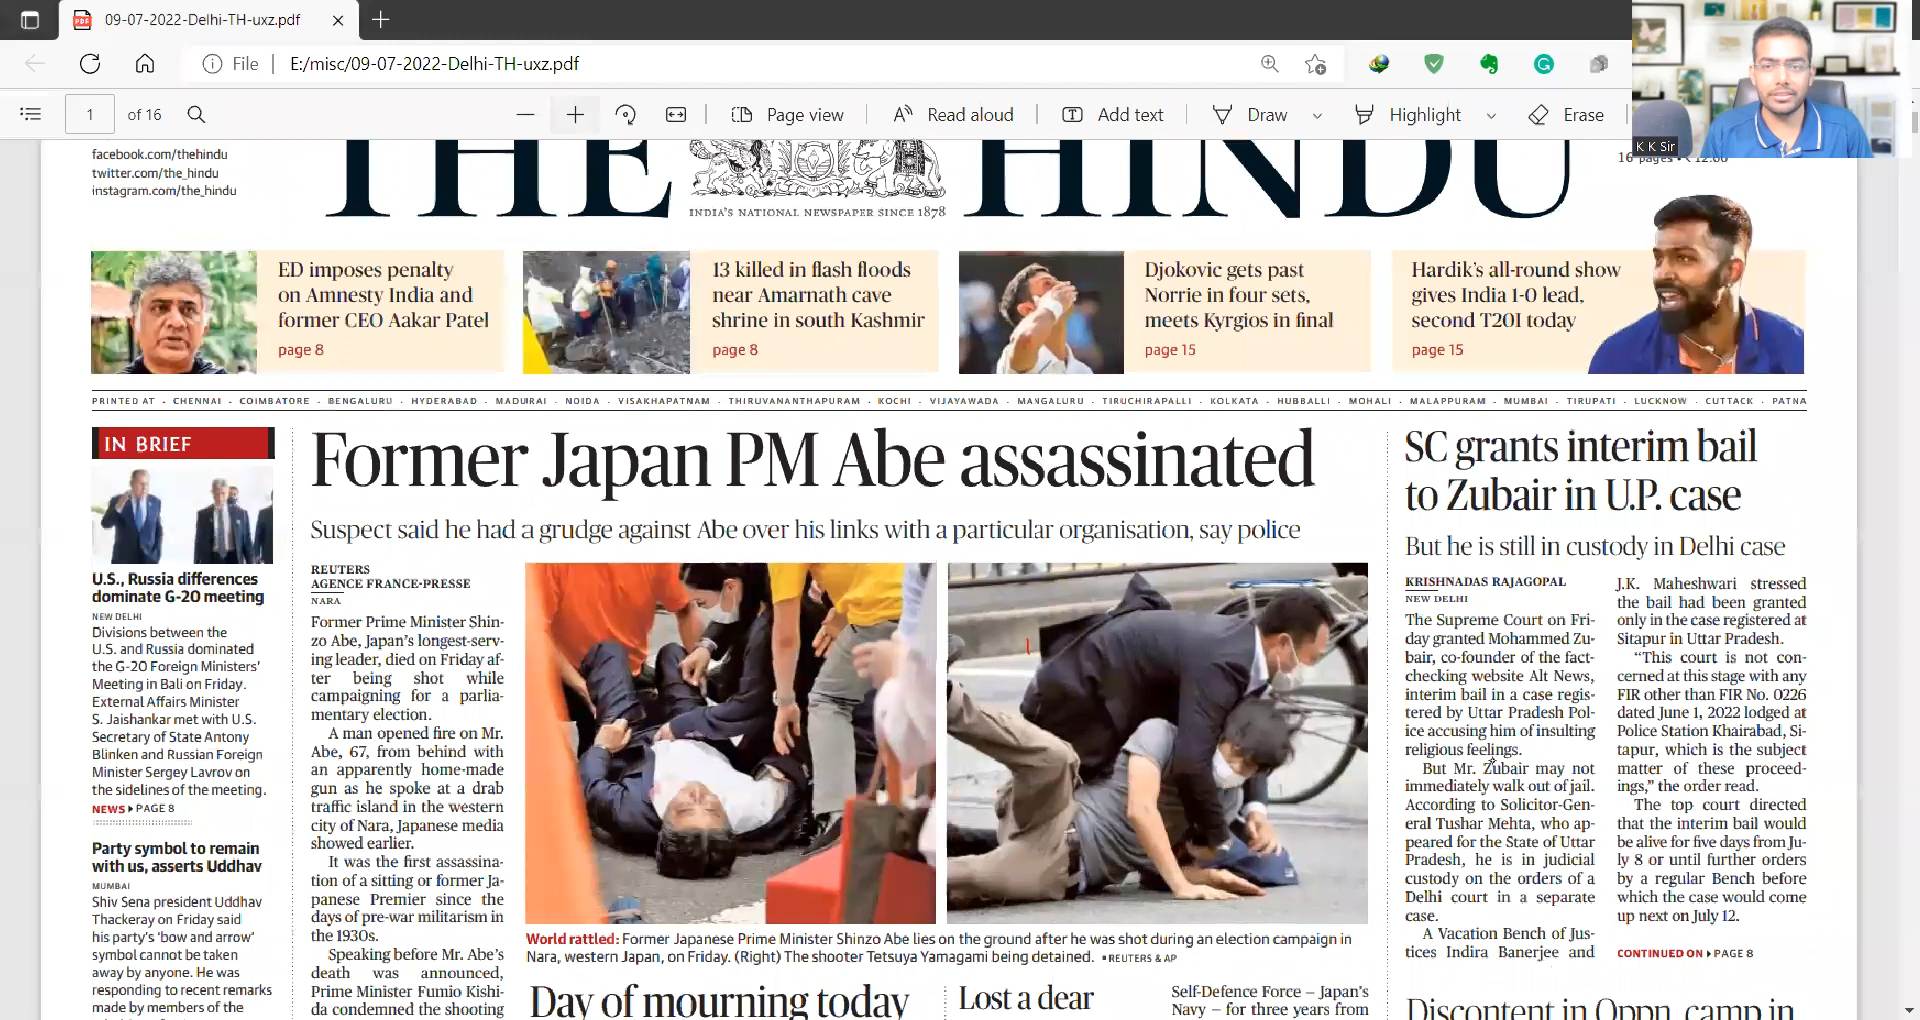 09-07-2022-Delhi-TH-uxz.pdf
File
E:/misc/09-07-2022-Delhi-TH-uxz.pdf
1
of 16
Page view
Read aloud
Add text
Draw
Highlight
Erase
K K Sir
facebook.com/thehindu
twitter.com/the_hindu
instagram.com/the_hindu
THE HINDU
INDIA'S NATIONAL NEWSPAPER SINCE 1878
ED imposes penalty
on Amnesty India and
former CEO Aakar Patel
page 8
13 killed in flash floods
near Amarnath cave
shrine in south Kashmir
page 8
Djokovic gets past
Norrie in four sets,
meets Kyrgios in final
page 15
Hardik's all-round show
gives India 1-0 lead,
second T20I today
page 15
PRINTED AT · CHENNAI · COIMBATORE · BENGALURU · HYDERABAD · MADURAI · NOIDA · VISAKHAPATNAM · THIRUVANANTHAPURAM · KOCHI · VIJAYAWADA · MANGALURU · TIRUCHIRAPALLI · KOLKATA · HUBBALLI · MOHALI · MALAPPURAM · MUMBAI · TIRUPATI · LUCKNOW · CUTTACK · PATNA
IN BRIEF
U.S., Russia differences
dominate G-20 meeting
NEW DELHI
Divisions between the
U.S. and Russia dominated
the G-20 Foreign Ministers'
Meeting in Bali on Friday.
External Affairs Minister
S. Jaishankar met with U.S.
Secretary of State Antony
Blinken and Russian Foreign
Minister Sergey Lavrov on
the sidelines of the meeting.
NEWS PAGE 8
Party symbol to remain
with us, asserts Uddhav
MUMBAI
Shiv Sena president Uddhav
Thackeray on Friday said
his party's 'bow and arrow'
symbol cannot be taken
away by anyone. He was
responding to recent remarks
made by members of the
Former Japan PM Abe assassinated
Suspect said he had a grudge against Abe over his links with a particular organisation, say police
REUTERS
AGENCE FRANCE-PRESSE
NARA
Former Prime Minister Shin-
zo Abe, Japan's longest-serv-
ing leader, died on Friday af-
ter being shot while
campaigning for a parlia-
mentary election.
A man opened fire on Mr.
Abe, 67, from behind with
an apparently home-made
gun as he spoke at a drab
traffic island in the western
city of Nara, Japanese media
showed earlier.
It was the first assassina-
tion of a sitting or former Ja-
panese Premier since the
days of pre-war militarism in
the 1930s.
Speaking before Mr. Abe's
death was announced,
Prime Minister Fumio Kishi-
da condemned the shooting
World rattled: Former Japanese Prime Minister Shinzo Abe lies on the ground after he was shot during an election campaign in
Nara, western Japan, on Friday. (Right) The shooter Tetsuya Yamagami being detained. ▪ REUTERS & AP
Day of mourning today
Lost a dear
Self-Defence Force – Japan's
Navy – for three years from
SC grants interim bail
to Zubair in U.P. case
But he is still in custody in Delhi case
KRISHNADAS RAJAGOPAL
NEW DELHI
The Supreme Court on Fri-
day granted Mohammed Zu-
bair, co-founder of the fact-
checking website Alt News,
interim bail in a case regis-
tered by Uttar Pradesh Pol-
ice accusing him of insulting
religious feelings.
But Mr. Zubair may not
immediately walk out of jail.
According to Solicitor-Gen-
eral Tushar Mehta, who ap-
peared for the State of Uttar
Pradesh, he is in judicial
custody on the orders of a
Delhi court in a separate
case.
A Vacation Bench of Jus-
tices Indira Banerjee and
J.K. Maheshwari stressed
the bail had been granted
only in the case registered at
Sitapur in Uttar Pradesh.
"This court is not con-
cerned at this stage with any
FIR other than FIR No. 0226
dated June 1, 2022 lodged at
Police Station Khairabad, Si-
tapur, which is the subject
matter of these proceed-
ings," the order read.
The top court directed
that the interim bail would
be alive for five days from Ju-
ly 8 or until further orders
by a regular Bench before
which the case would come
up next on July 12.
CONTINUED ON PAGE 8
Discontent in Oppn. camp in